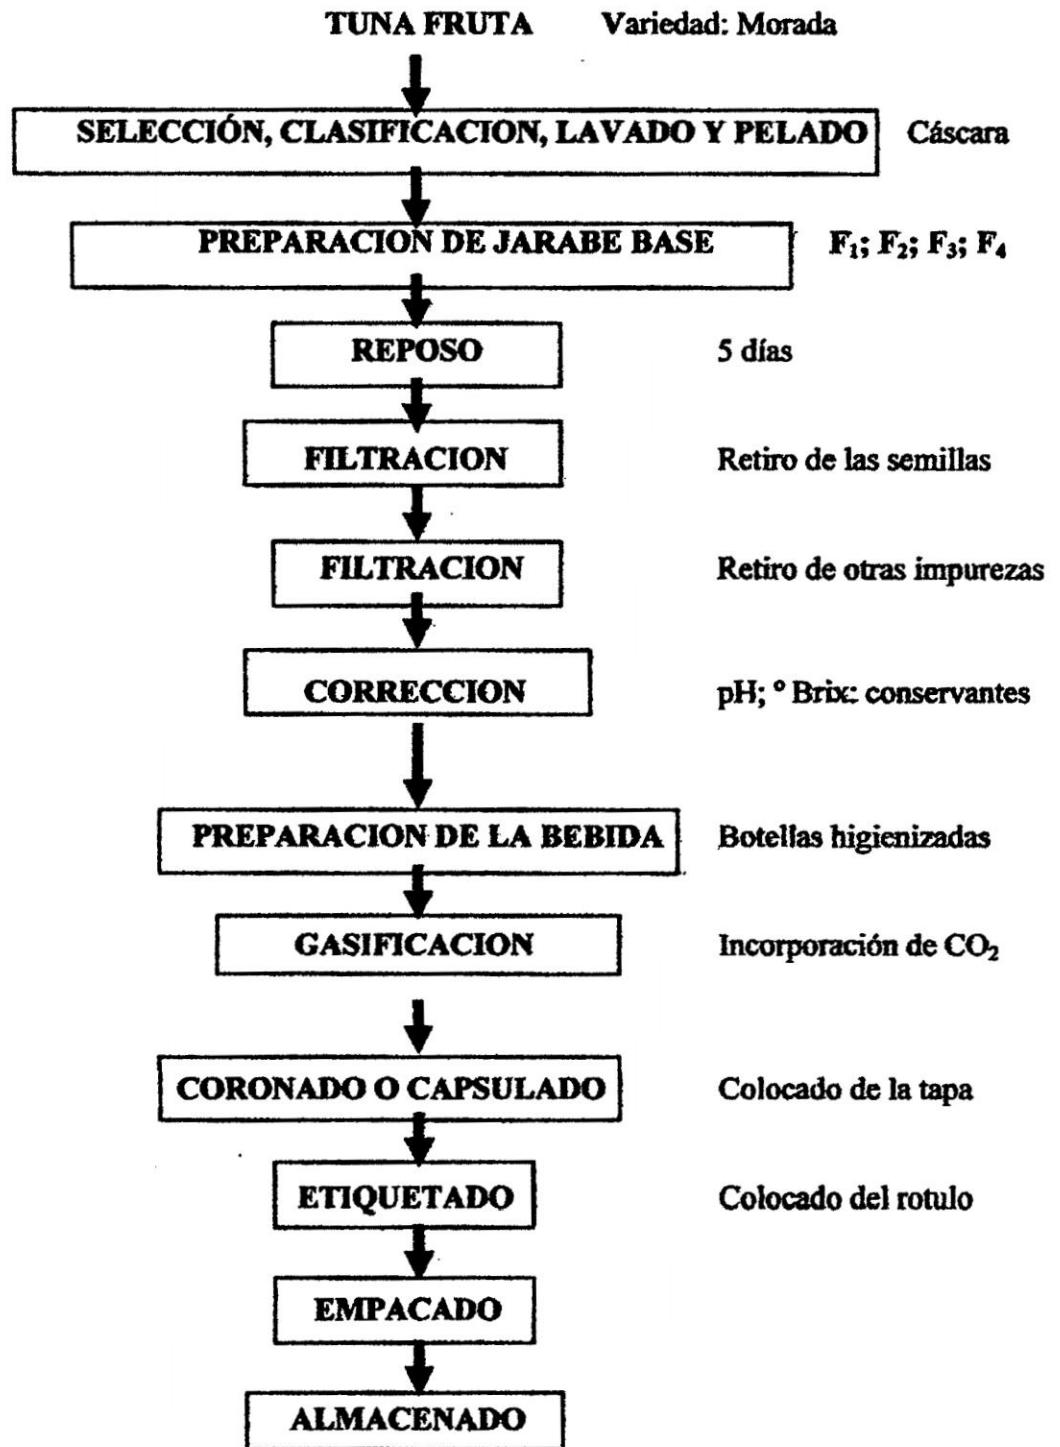 TUNA FRUTA Variedad: Morada
SELECCIÓN, CLASIFICACION, LAVADO Y PELADO Cáscara
PREPARACION DE JARABE BASE F₁; F₂; F₃; F₄
REPOSO 5 días
FILTRACION Retiro de las semillas
FILTRACION Retiro de otras impurezas
CORRECCION pH; º Brix: conservantes
PREPARACION DE LA BEBIDA Botellas higienizadas
GASIFICACION Incorporación de CO₂
CORONADO O CAPSULADO Colocado de la tapa
ETIQUETADO Colocado del rotulo
EMPACADO
ALMACENADO